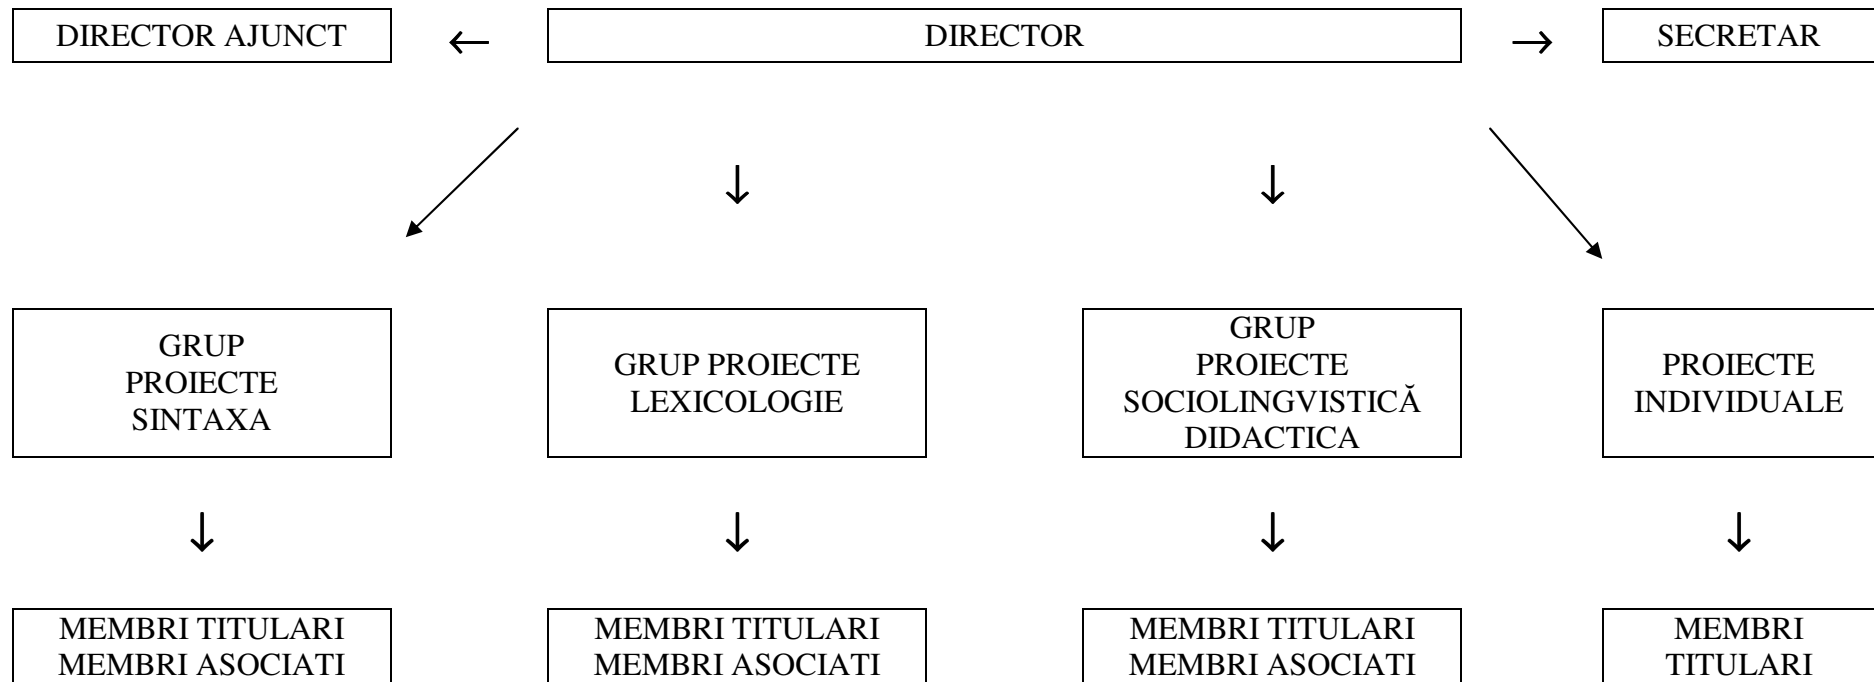 DIRECTOR AJUNCT
DIRECTOR
SECRETAR
GRUP
PROIECTE
SINTAXA
GRUP PROIECTE
LEXICOLOGIE
GRUP
PROIECTE
SOCIOLINGVISTICĂ
DIDACTICA
PROIECTE
INDIVIDUALE
MEMBRI TITULARI
MEMBRI ASOCIATI
MEMBRI TITULARI
MEMBRI ASOCIATI
MEMBRI TITULARI
MEMBRI ASOCIATI
MEMBRI
TITULARI